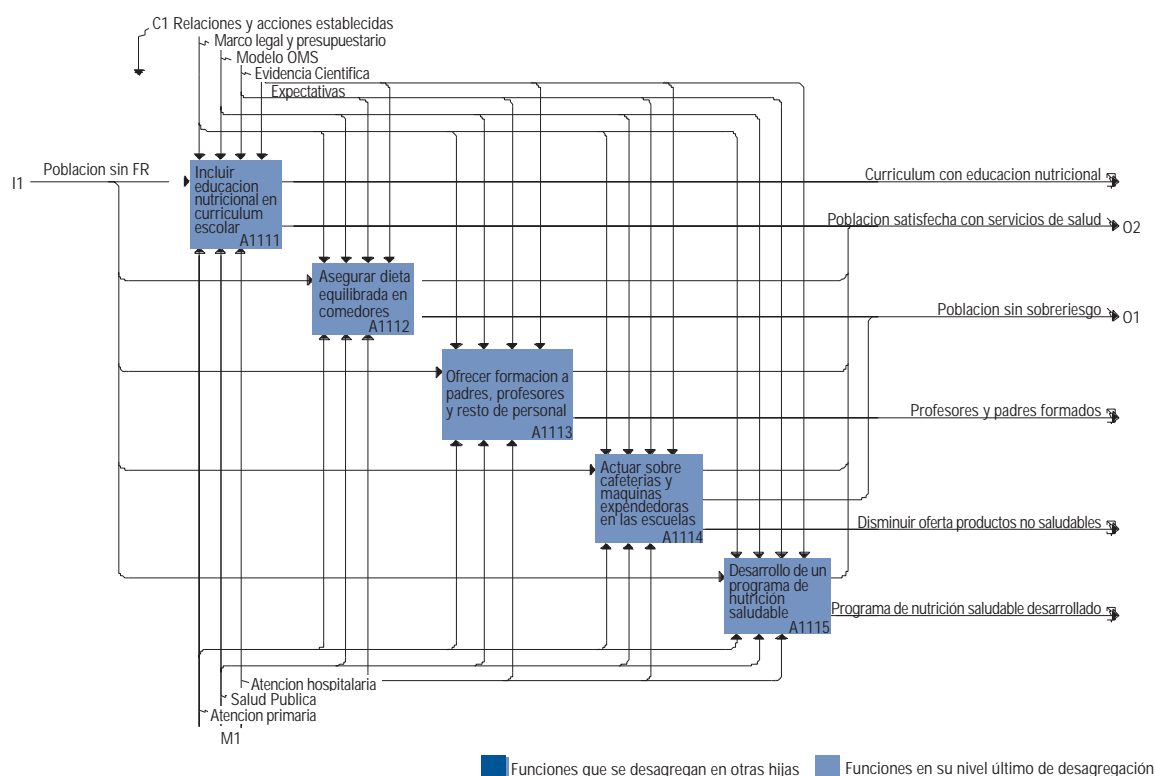 C1 Relaciones y acciones establecidas
Marco legal y presupuestario
Modelo OMS
Evidencia Cientifica
Expectativas
I1
Poblacion sin FR
Incluir
educacion
nutricional en
curriculum
escolar
A1111
Curriculum con educacion nutricional
Poblacion satisfecha con servicios de salud
O2
Asegurar dieta
equilibrada en
comedores
A1112
Poblacion sin sobreriesgo
O1
Ofrecer formacion a
padres, profesores
y resto de personal
A1113
Profesores y padres formados
Actuar sobre
cafeterias y
maquinas
expendedoras
en las escuelas
A1114
Disminuir oferta productos no saludables
Desarrollo de un
programa de
nutrición
saludable
A1115
Programa de nutrición saludable desarrollado
Atencion hospitalaria
Salud Publica
Atencion primaria
M1
Funciones que se desagregan en otras hijas
Funciones en su nivel último de desagregación